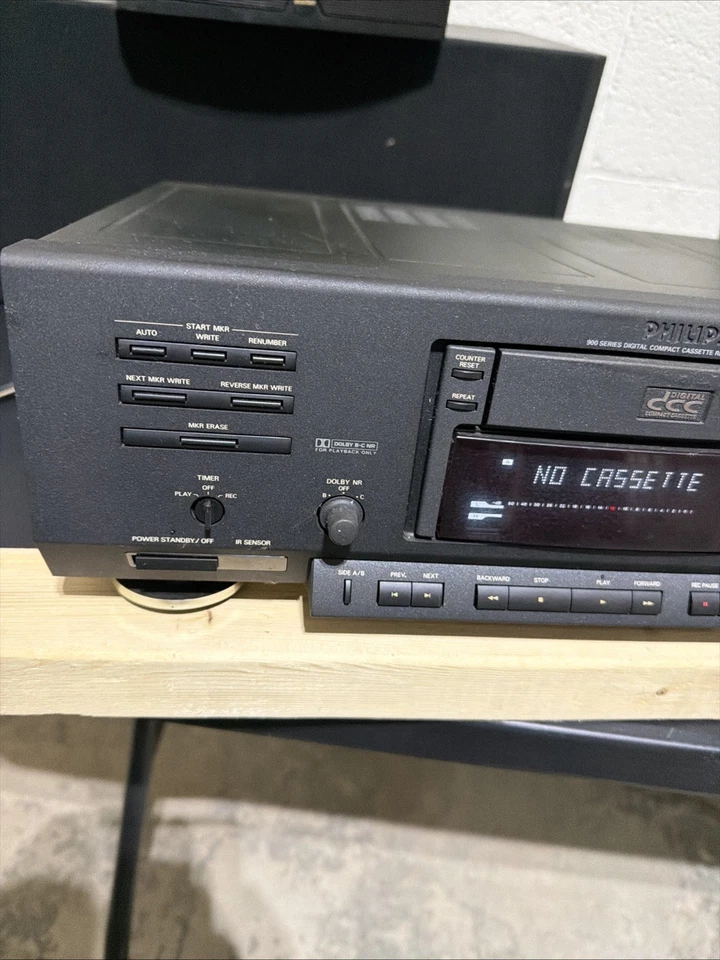 START MKR
AUTO WRITE RENUMBER
NEXT MKR WRITE REVERSE MKR WRITE
MKR ERASE
DOLBY B-C NR
FOR PLAYBACK ONLY
TIMER
OFF
PLAY REC
DOLBY NR
OFF
B C
POWER STANDBY/OFF IR SENSOR
PHILIPS
900 SERIES DIGITAL COMPACT CASSETTE
COUNTER
RESET
REPEAT
DIGITAL
dcc
COMPACT CASSETTE
NO CASSETTE
SIDE A/B PREV. NEXT BACKWARD STOP PLAY FORWARD REC PAUSE